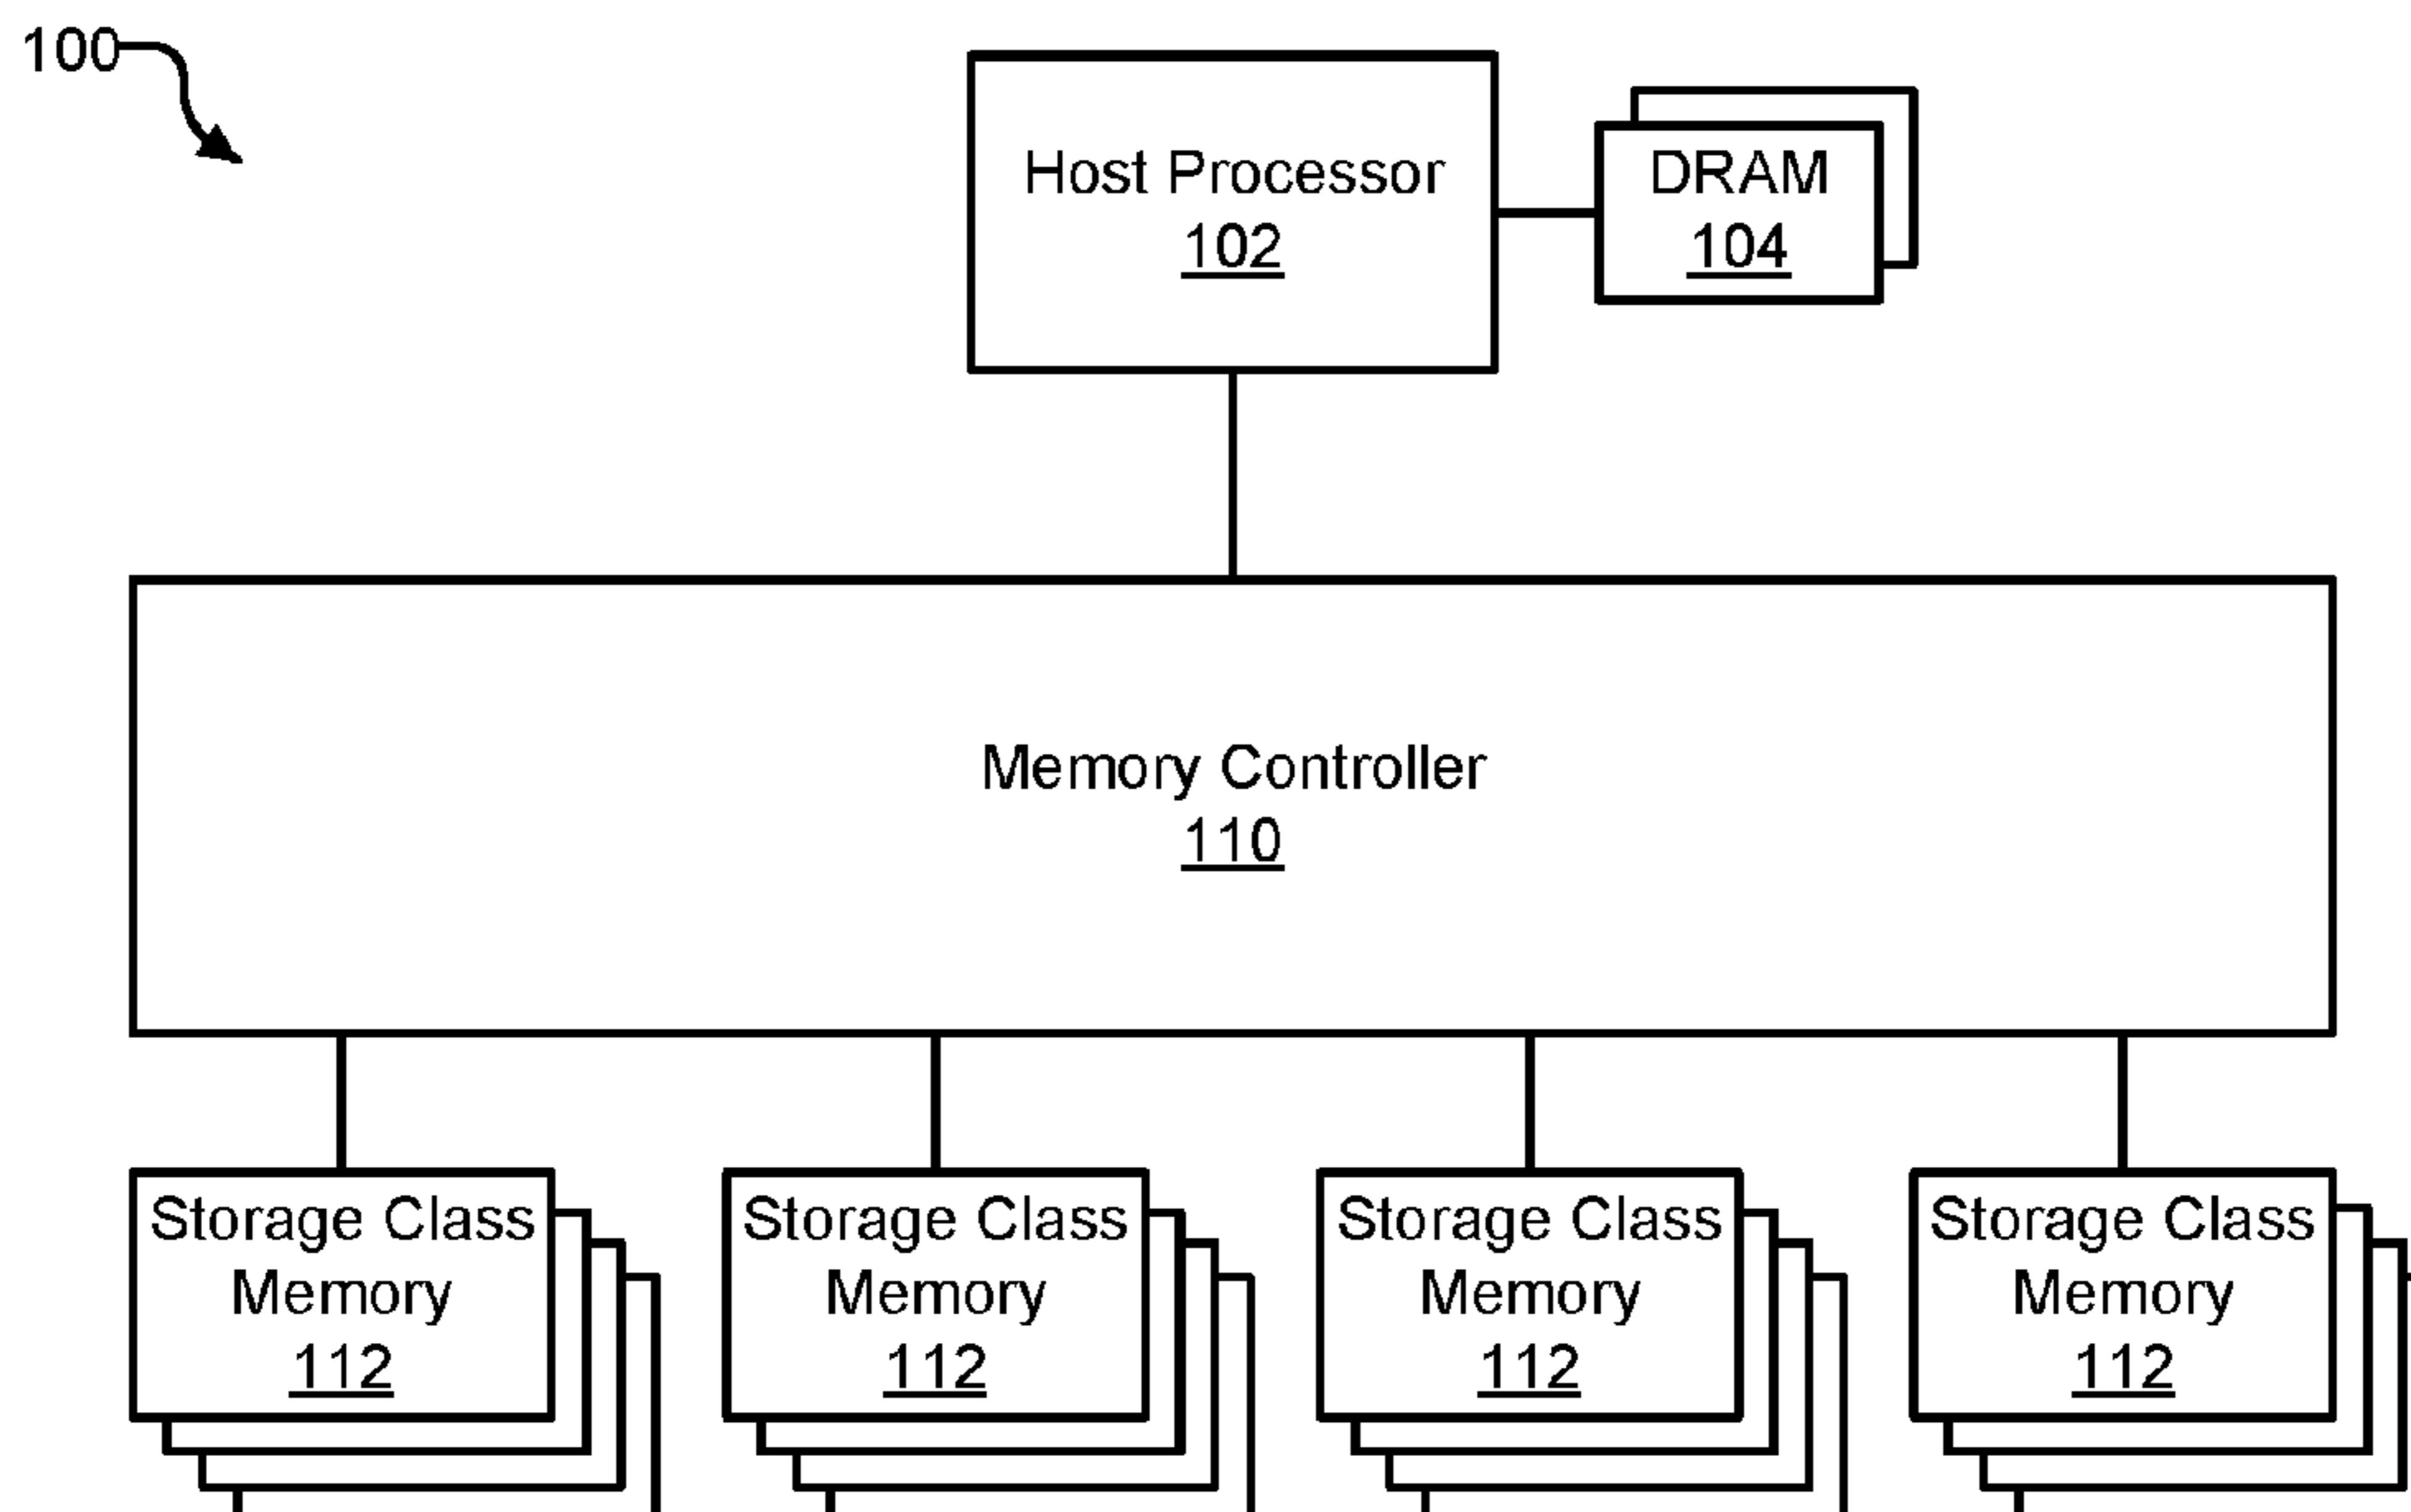 100
Host Processor
102
DRAM
104
Memory Controller
110
Storage Class
Memory
112
Storage Class
Memory
112
Storage Class
Memory
112
Storage Class
Memory
112